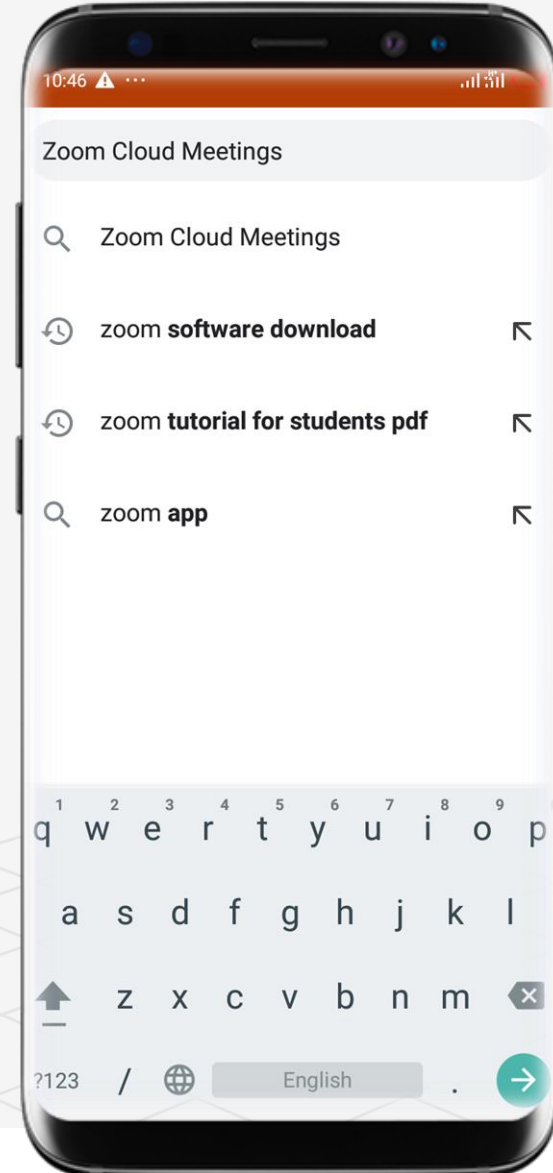 10:46
Zoom Cloud Meetings
Zoom Cloud Meetings
zoom software download
zoom tutorial for students pdf
zoom app
1 2 3 4 5 6 7 8 9
q w e r t y u i o p
a s d f g h j k l
z x c v b n m
?123 / English .